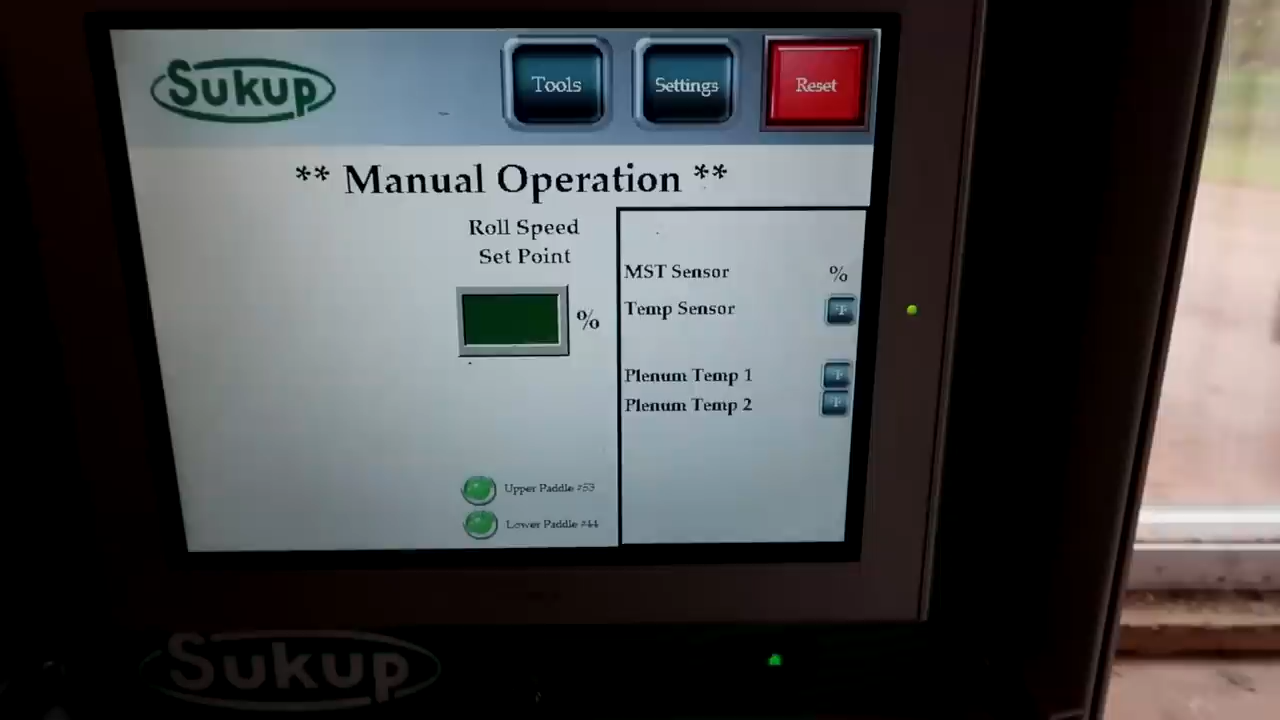 Sukup
Tools
Settings
Reset
** Manual Operation **
Roll Speed
Set Point
%
MST Sensor %
Temp Sensor
Plenum Temp 1
Plenum Temp 2
Upper Paddle #53
Lower Paddle #44
Sukup